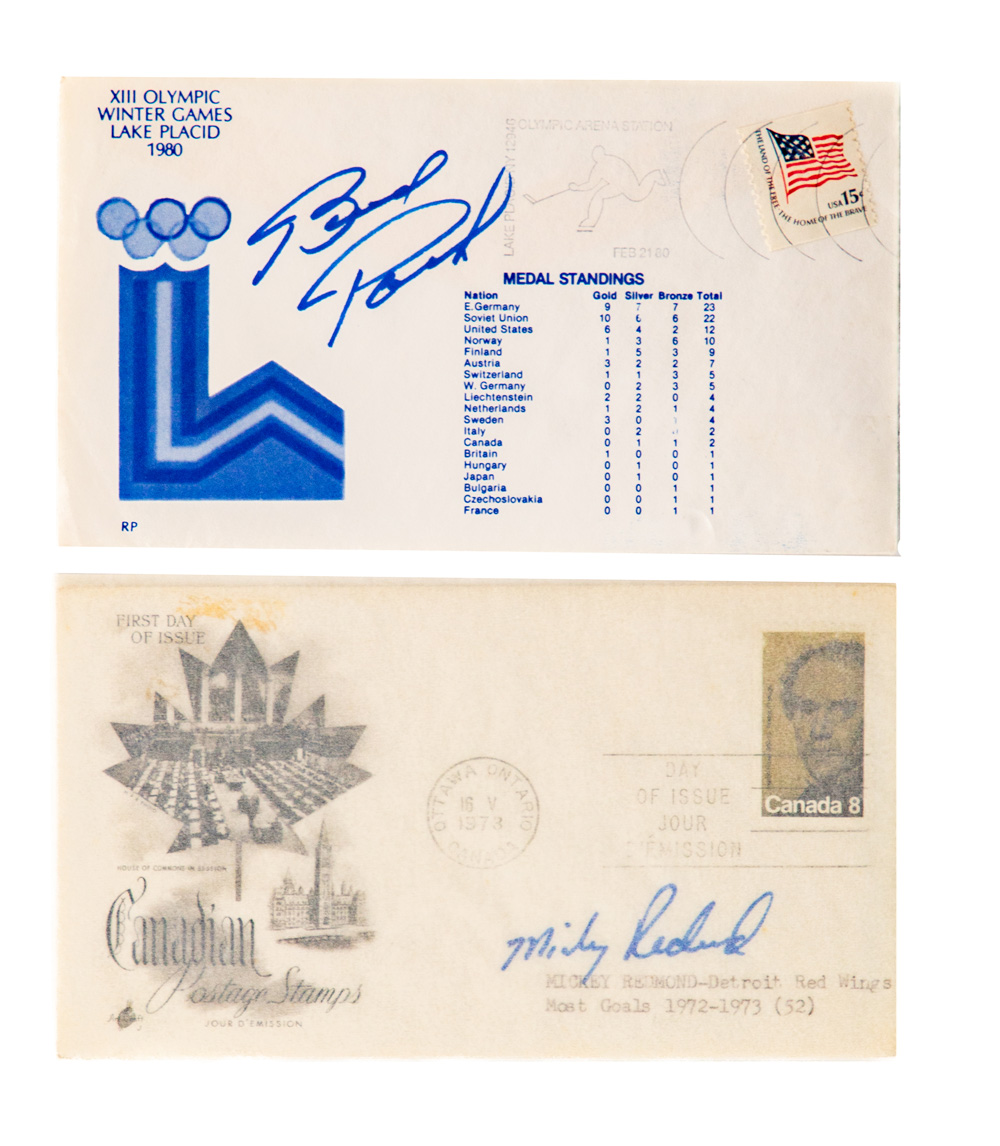 XIII OLYMPIC
WINTER GAMES
LAKE PLACID
1980
Brad
Park
OLYMPIC ARENA STATION
FEB 21 80
THE LAND OF THE FREE THE HOME OF THE BRAVE
USA 15c
MEDAL STANDINGS
Nation Gold Silver Bronze Total
E.Germany 9 7 7 23
Soviet Union 10 6 6 22
United States 6 4 2 12
Norway 1 3 6 10
Finland 1 5 3 9
Austria 3 2 2 7
Switzerland 1 1 3 5
W. Germany 0 2 3 5
Liechtenstein 2 2 0 4
Netherlands 1 2 1 4
Sweden 3 0 1 4
Italy 0 2 0 2
Canada 0 1 1 2
Britain 1 0 0 1
Hungary 0 1 0 1
Japan 0 1 0 1
Bulgaria 0 0 1 1
Czechoslovakia 0 0 1 1
France 0 0 1 1
RP
FIRST DAY
OF ISSUE
HOUSE OF COMMONS IN SESSION
Canadian
Postage Stamps
JOUR D'EMISSION
OTTAWA ONTARIO
16 V
1973
CANADA
DAY
OF ISSUE
JOUR
D'ÉMISSION
Canada 8
Mickey Redmond
MICKEY REDMOND-Detroit Red Wings
Most Goals 1972-1973 (52)